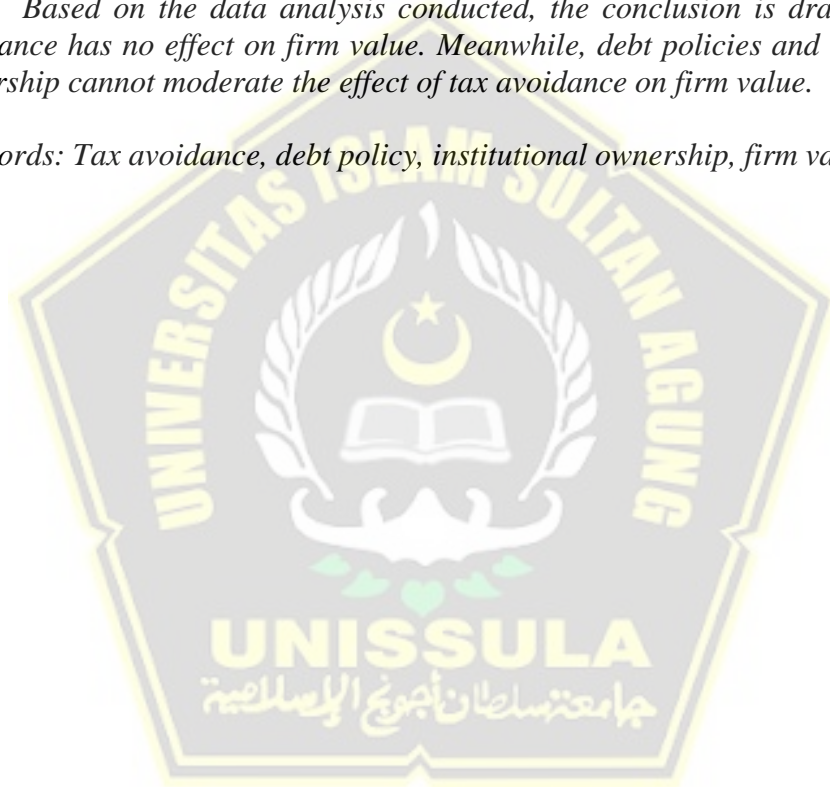 Based on the data analysis conducted, the conclusion is dra
ance has no effect on firm value. Meanwhile, debt policies and
rship cannot moderate the effect of tax avoidance on firm value.
ords: Tax avoidance, debt policy, institutional ownership, firm va
UNIVERSITAS ISLAM SULTAN AGUNG
UNISSULA
جامعة سلطان أجونج الإسلامية